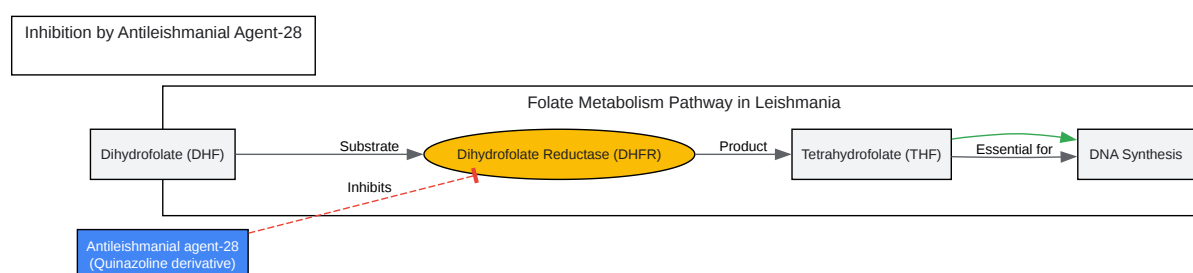 Inhibition by Antileishmanial Agent-28
Folate Metabolism Pathway in Leishmania
Dihydrofolate (DHF)
Substrate
Dihydrofolate Reductase (DHFR)
Product
Tetrahydrofolate (THF)
Essential for
DNA Synthesis
Inhibits
Antileishmanial agent-28
(Quinazoline derivative)